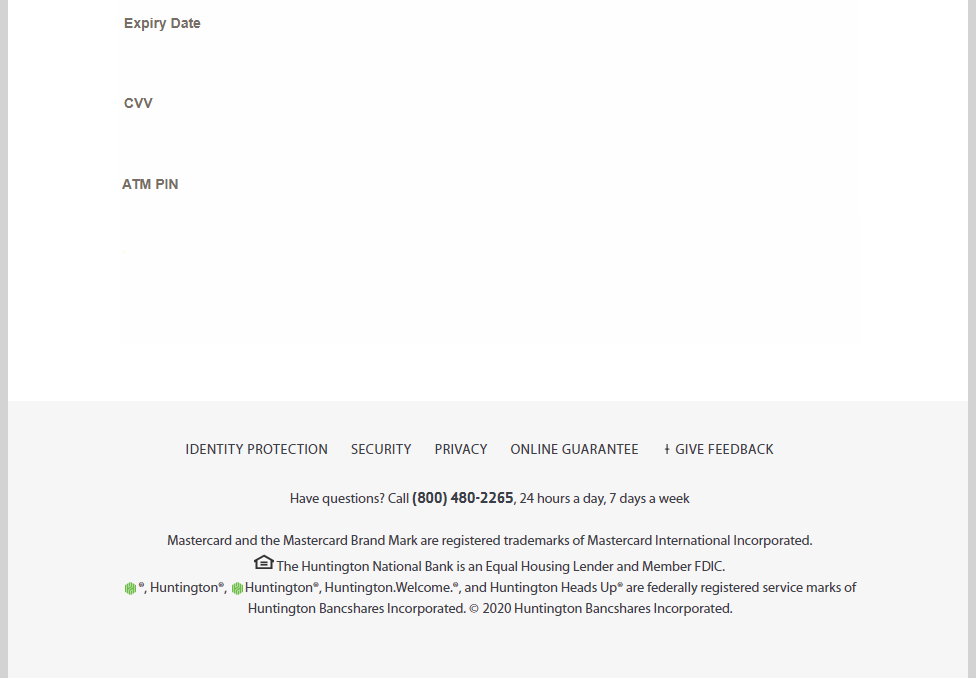 Expiry Date
CVV
ATM PIN
IDENTITY PROTECTION SECURITY PRIVACY ONLINE GUARANTEE ƚ GIVE FEEDBACK
Have questions? Call (800) 480-2265, 24 hours a day, 7 days a week
Mastercard and the Mastercard Brand Mark are registered trademarks of Mastercard International Incorporated.
The Huntington National Bank is an Equal Housing Lender and Member FDIC.
®, Huntington®, Huntington®, Huntington.Welcome.®, and Huntington Heads Up® are federally registered service marks of
Huntington Bancshares Incorporated. © 2020 Huntington Bancshares Incorporated.